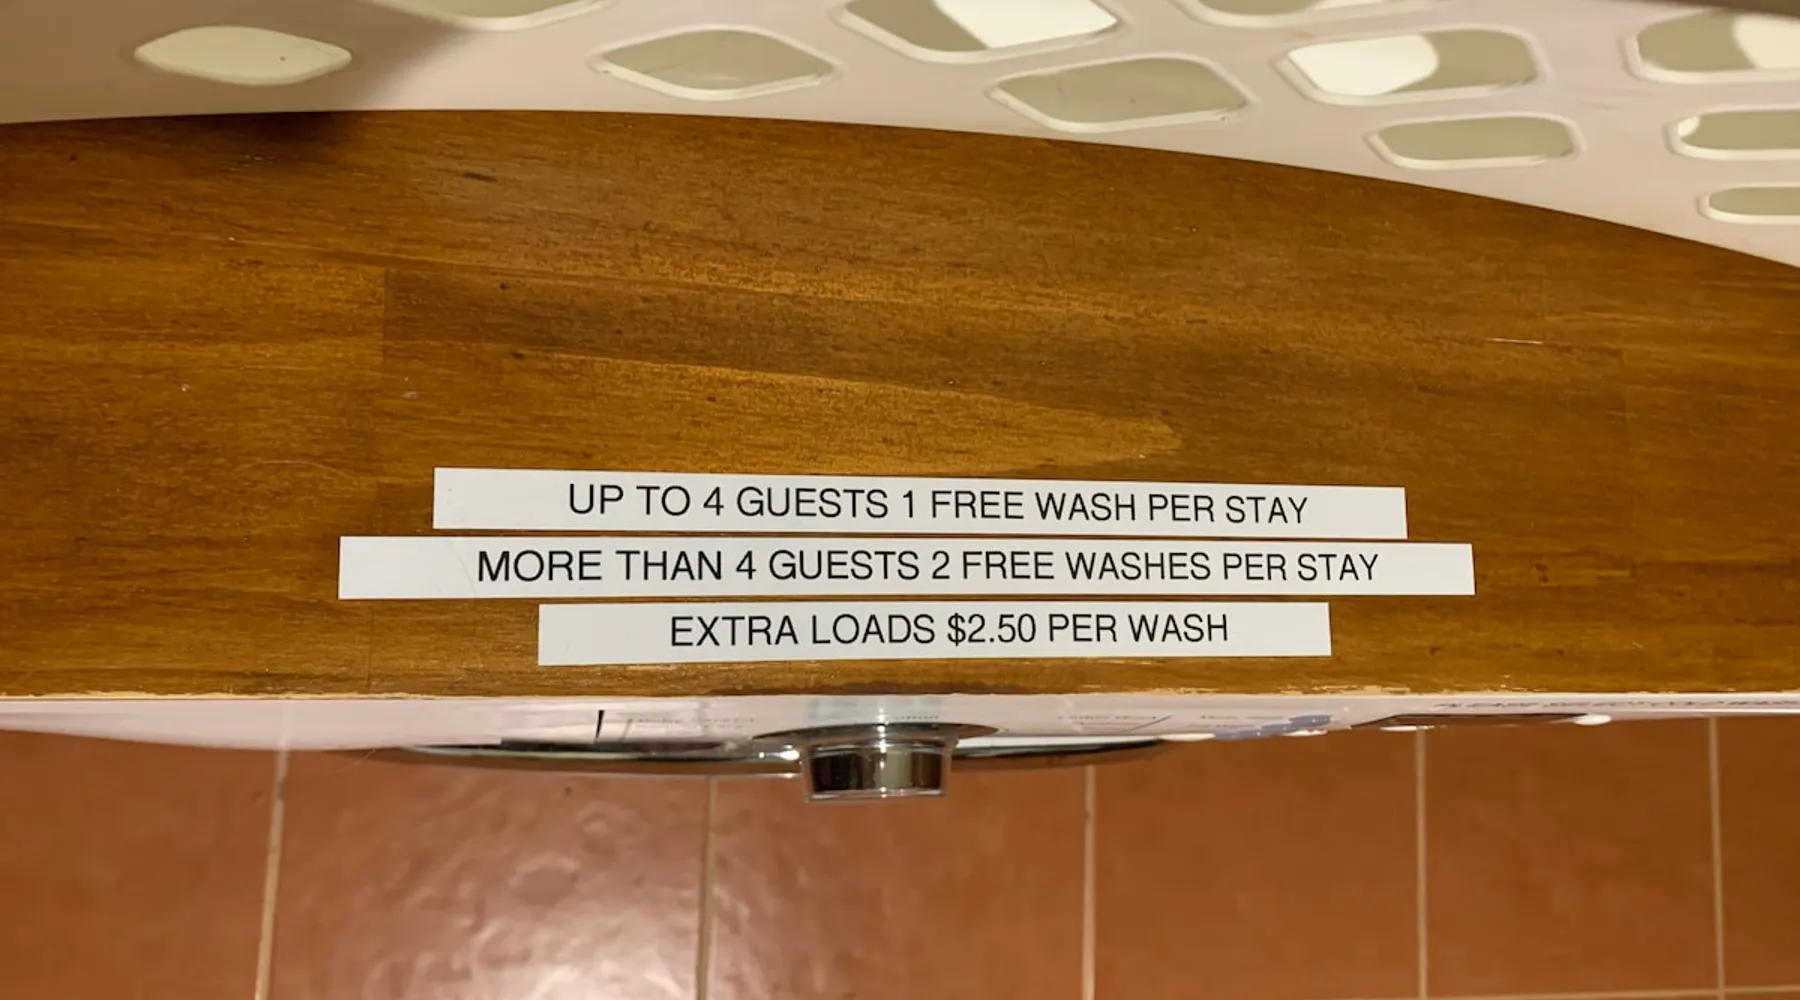 UP TO 4 GUESTS 1 FREE WASH PER STAY
MORE THAN 4 GUESTS 2 FREE WASHES PER STAY
EXTRA LOADS $2.50 PER WASH